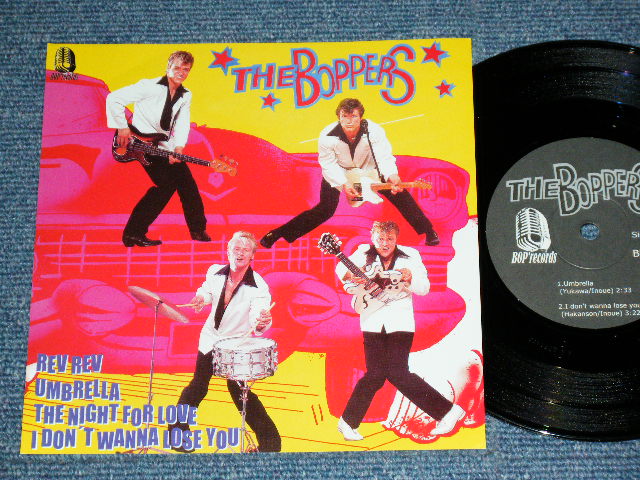 THE BOPPERS
REV REV
UMBRELLA
THE NIGHT FOR LOVE
I DON'T WANNA LOSE YOU
THE BOPPERS
BOP'records
1.Umbrella
(Yukawa/Inoue) 2:33
2.I don't wanna lose you
(Hakanson/Inoue) 3:22